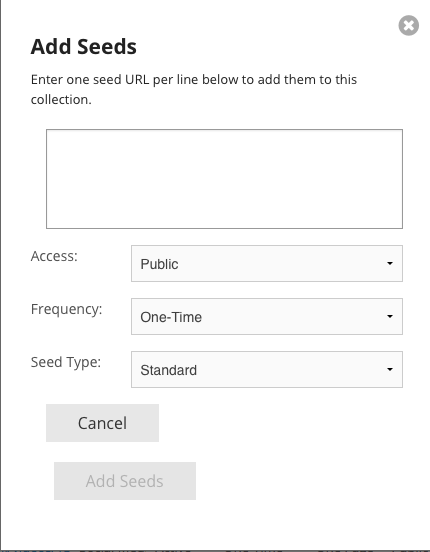 Add Seeds
Enter one seed URL per line below to add them to this
collection.
Access:
Public
Frequency:
One-Time
Seed Type:
Standard
Cancel
Add Seeds